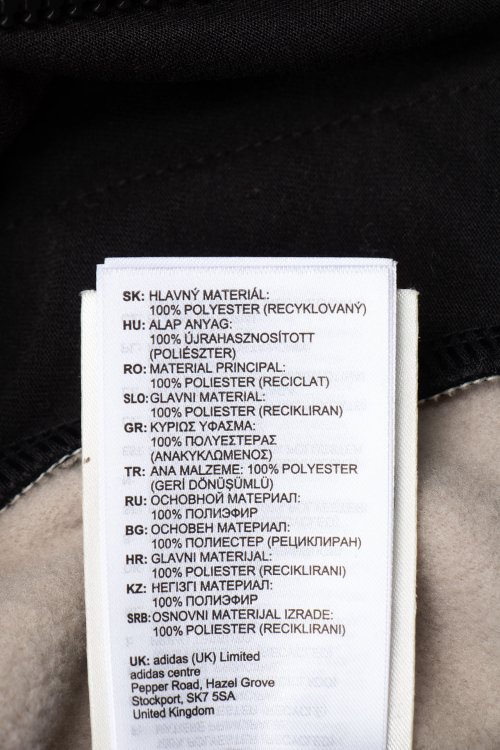 SK: HLAVNÝ MATERIÁL:
100% POLYESTER (RECYKLOVANÝ)
HU: ALAP ANYAG:
100% ÚJRAHASZNOSÍTOTT
(POLIÉSZTER)
RO: MATERIAL PRINCIPAL:
100% POLIESTER (RECICLAT)
SLO: GLAVNI MATERIAL:
100% POLIESTER (RECIKLIRAN)
GR: ΚΥΡΙΩΣ ΥΦΑΣΜΑ:
100% ΠΟΛΥΕΣΤΕΡΑΣ
(ΑΝΑΚΥΚΛΩΜΕΝΟΣ)
TR: ANA MALZEME: 100% POLYESTER
(GERİ DÖNÜŞÜMLÜ)
RU: ОСНОВНОЙ МАТЕРИАЛ:
100% ПОЛИЭФИР
BG: ОСНОВЕН МАТЕРИАЛ:
100% ПОЛИЕСТЕР (РЕЦИКЛИРАН)
HR: GLAVNI MATERIJAL:
100% POLIESTER (RECIKLIRANI)
KZ: НЕГІЗГІ МАТЕРИАЛ:
100% ПОЛИЭФИР
SRB: OSNOVNI MATERIJAL IZRADE:
100% POLIESTER (RECIKLIRANI)
UK: adidas (UK) Limited
adidas centre
Pepper Road, Hazel Grove
Stockport, SK7 5SA
United Kingdom